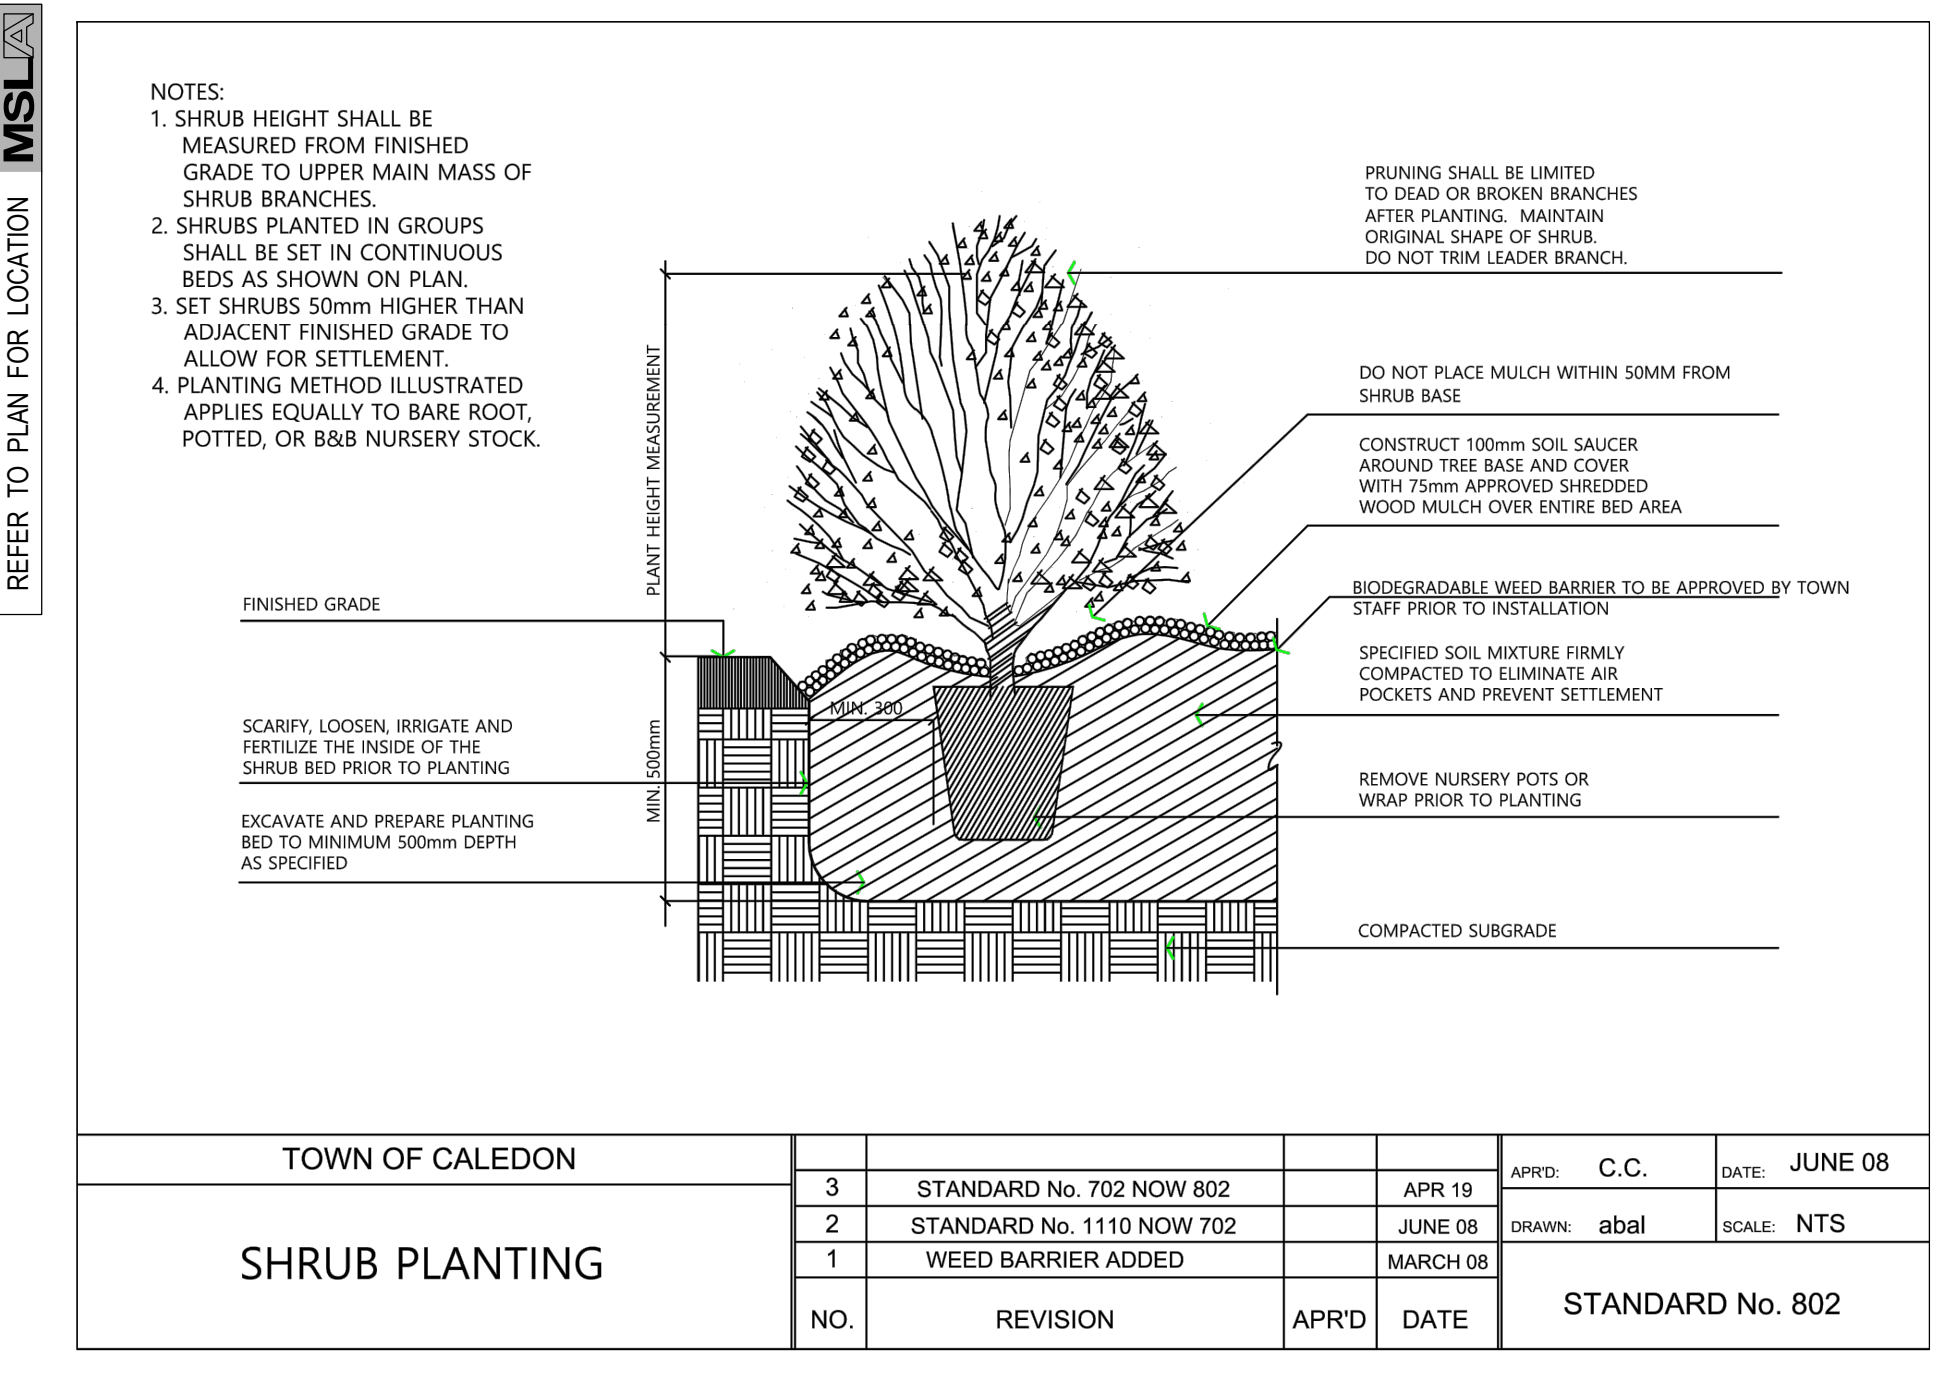 MSLA
REFER TO PLAN FOR LOCATION
NOTES:
1. SHRUB HEIGHT SHALL BE
MEASURED FROM FINISHED
GRADE TO UPPER MAIN MASS OF
SHRUB BRANCHES.
2. SHRUBS PLANTED IN GROUPS
SHALL BE SET IN CONTINUOUS
BEDS AS SHOWN ON PLAN.
3. SET SHRUBS 50mm HIGHER THAN
ADJACENT FINISHED GRADE TO
ALLOW FOR SETTLEMENT.
4. PLANTING METHOD ILLUSTRATED
APPLIES EQUALLY TO BARE ROOT,
POTTED, OR B&B NURSERY STOCK.
FINISHED GRADE
SCARIFY, LOOSEN, IRRIGATE AND
FERTILIZE THE INSIDE OF THE
SHRUB BED PRIOR TO PLANTING
EXCAVATE AND PREPARE PLANTING
BED TO MINIMUM 500mm DEPTH
AS SPECIFIED
PLANT HEIGHT MEASUREMENT
MIN. 500mm
MIN. 300
PRUNING SHALL BE LIMITED
TO DEAD OR BROKEN BRANCHES
AFTER PLANTING. MAINTAIN
ORIGINAL SHAPE OF SHRUB.
DO NOT TRIM LEADER BRANCH.
DO NOT PLACE MULCH WITHIN 50MM FROM
SHRUB BASE
CONSTRUCT 100mm SOIL SAUCER
AROUND TREE BASE AND COVER
WITH 75mm APPROVED SHREDDED
WOOD MULCH OVER ENTIRE BED AREA
BIODEGRADABLE WEED BARRIER TO BE APPROVED BY TOWN
STAFF PRIOR TO INSTALLATION
SPECIFIED SOIL MIXTURE FIRMLY
COMPACTED TO ELIMINATE AIR
POCKETS AND PREVENT SETTLEMENT
REMOVE NURSERY POTS OR
WRAP PRIOR TO PLANTING
COMPACTED SUBGRADE
TOWN OF CALEDON
SHRUB PLANTING
3 STANDARD No. 702 NOW 802 APR 19
2 STANDARD No. 1110 NOW 702 JUNE 08
1 WEED BARRIER ADDED MARCH 08
NO. REVISION APR'D DATE
APR'D: C.C. DATE: JUNE 08
DRAWN: abal SCALE: NTS
STANDARD No. 802